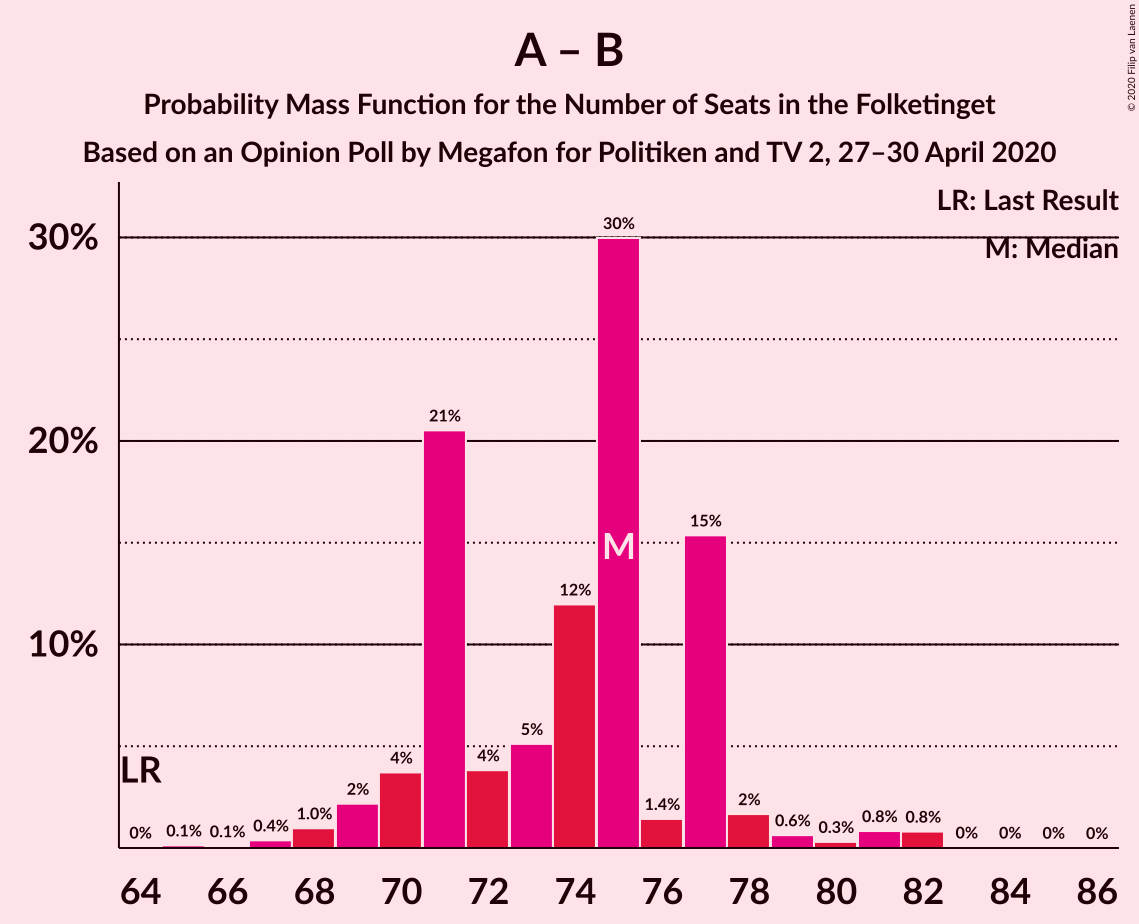 © 2020 Filip van Laenen
A – B
Probability Mass Function for the Number of Seats in the Folketinget
Based on an Opinion Poll by Megafon for Politiken and TV 2, 27–30 April 2020
LR: Last Result
M: Median
30%
20%
10%
LR
M
0%
0.1%
0.1%
0.4%
1.0%
2%
4%
21%
4%
5%
12%
30%
1.4%
15%
2%
0.6%
0.3%
0.8%
0.8%
0%
0%
0%
0%
64 66 68 70 72 74 76 78 80 82 84 86